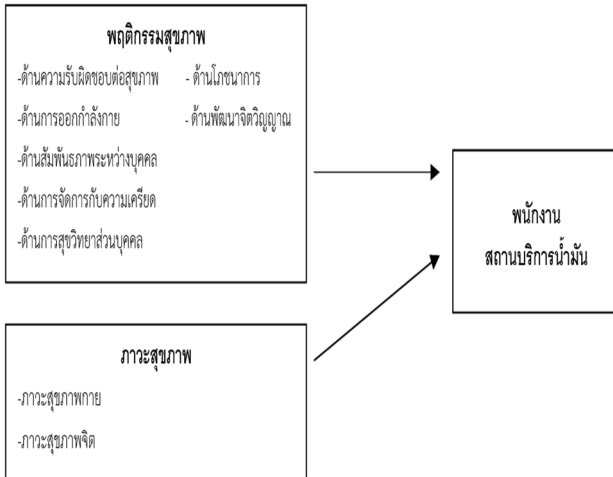 พฤติกรรมสุขภาพ
-ด้านความรับผิดชอบต่อสุขภาพ - ด้านโภชนาการ
-ด้านการออกกำลังกาย - ด้านพัฒนาจิตวิญญาณ
-ด้านสัมพันธภาพระหว่างบุคคล
-ด้านการจัดการกับความเครียด
-ด้านการสุขวิทยาส่วนบุคคล
พนักงาน
สถานบริการน้ำมัน
ภาวะสุขภาพ
-ภาวะสุขภาพกาย
-ภาวะสุขภาพจิต